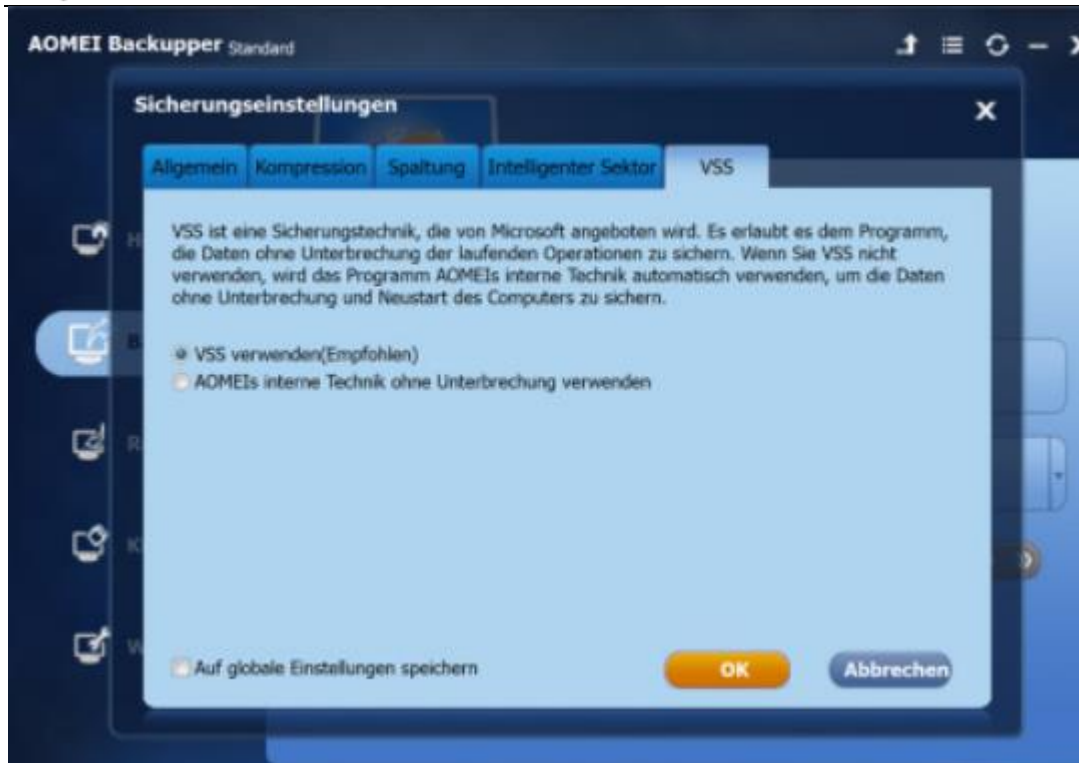 AOMEI Backupper Standard
Sicherungseinstellungen
Allgemein Kompression Spaltung Intelligenter Sektor VSS
VSS ist eine Sicherungstechnik, die von Microsoft angeboten wird. Es erlaubt es dem Programm,
die Daten ohne Unterbrechung der laufenden Operationen zu sichern. Wenn Sie VSS nicht
verwenden, wird das Programm AOMEIs interne Technik automatisch verwenden, um die Daten
ohne Unterbrechung und Neustart des Computers zu sichern.
VSS verwenden(Empfohlen)
AOMEIs interne Technik ohne Unterbrechung verwenden
Auf globale Einstellungen speichern
OK Abbrechen